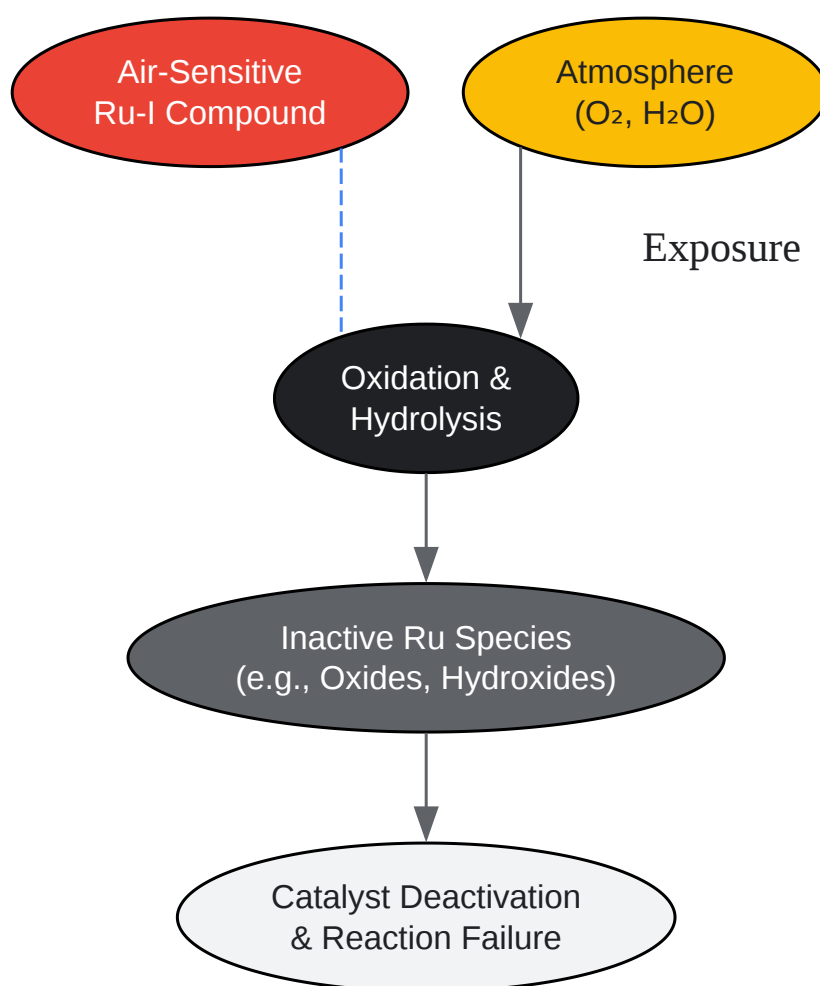 Air-Sensitive
Ru-I Compound
Atmosphere
(O₂, H₂O)
Exposure
Oxidation &
Hydrolysis
Inactive Ru Species
(e.g., Oxides, Hydroxides)
Catalyst Deactivation
& Reaction Failure